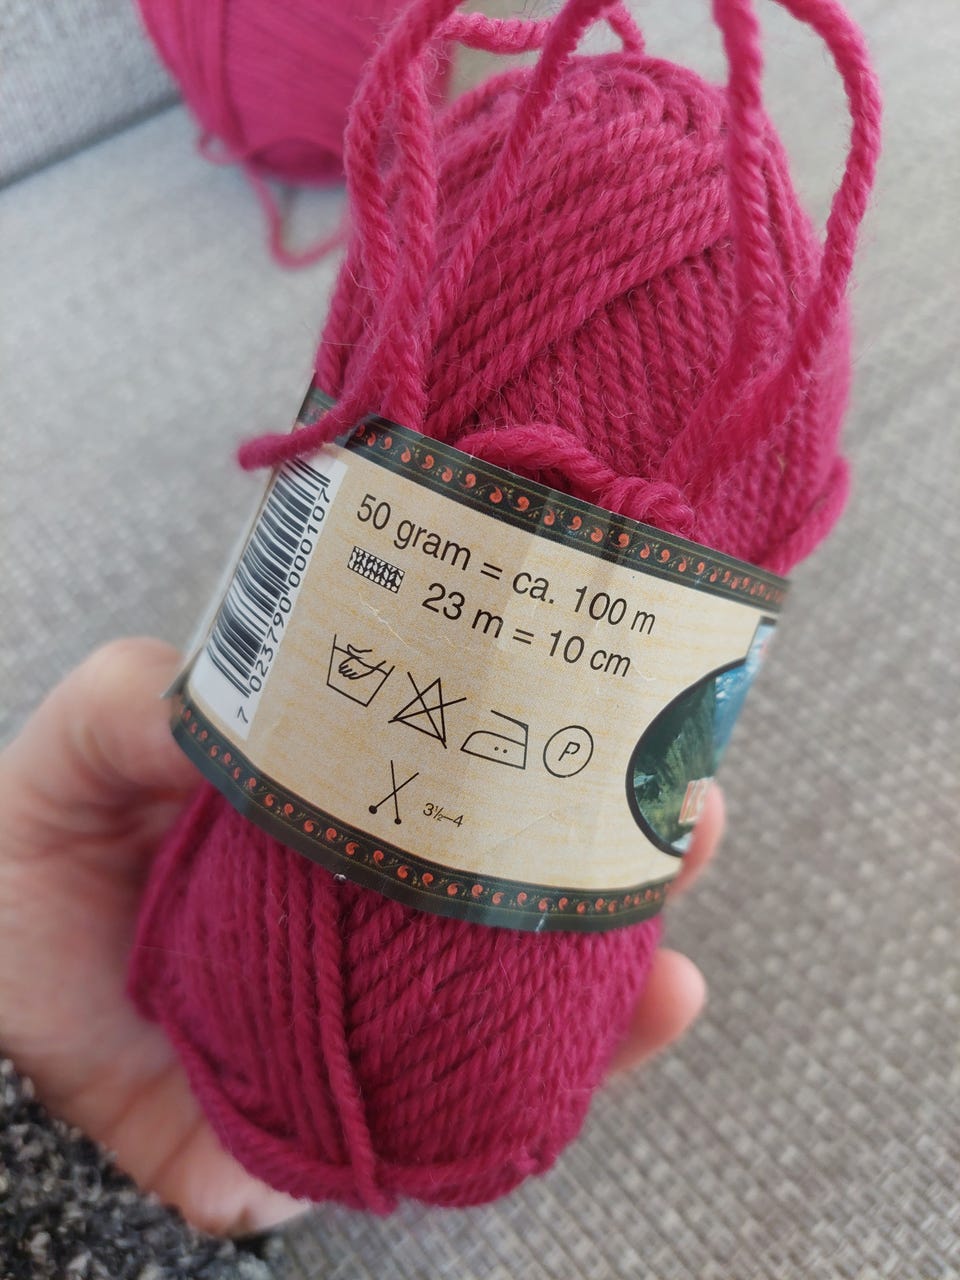 50 gram = ca. 100 m
23 m = 10 cm
P
3½–4
7 023790 000107